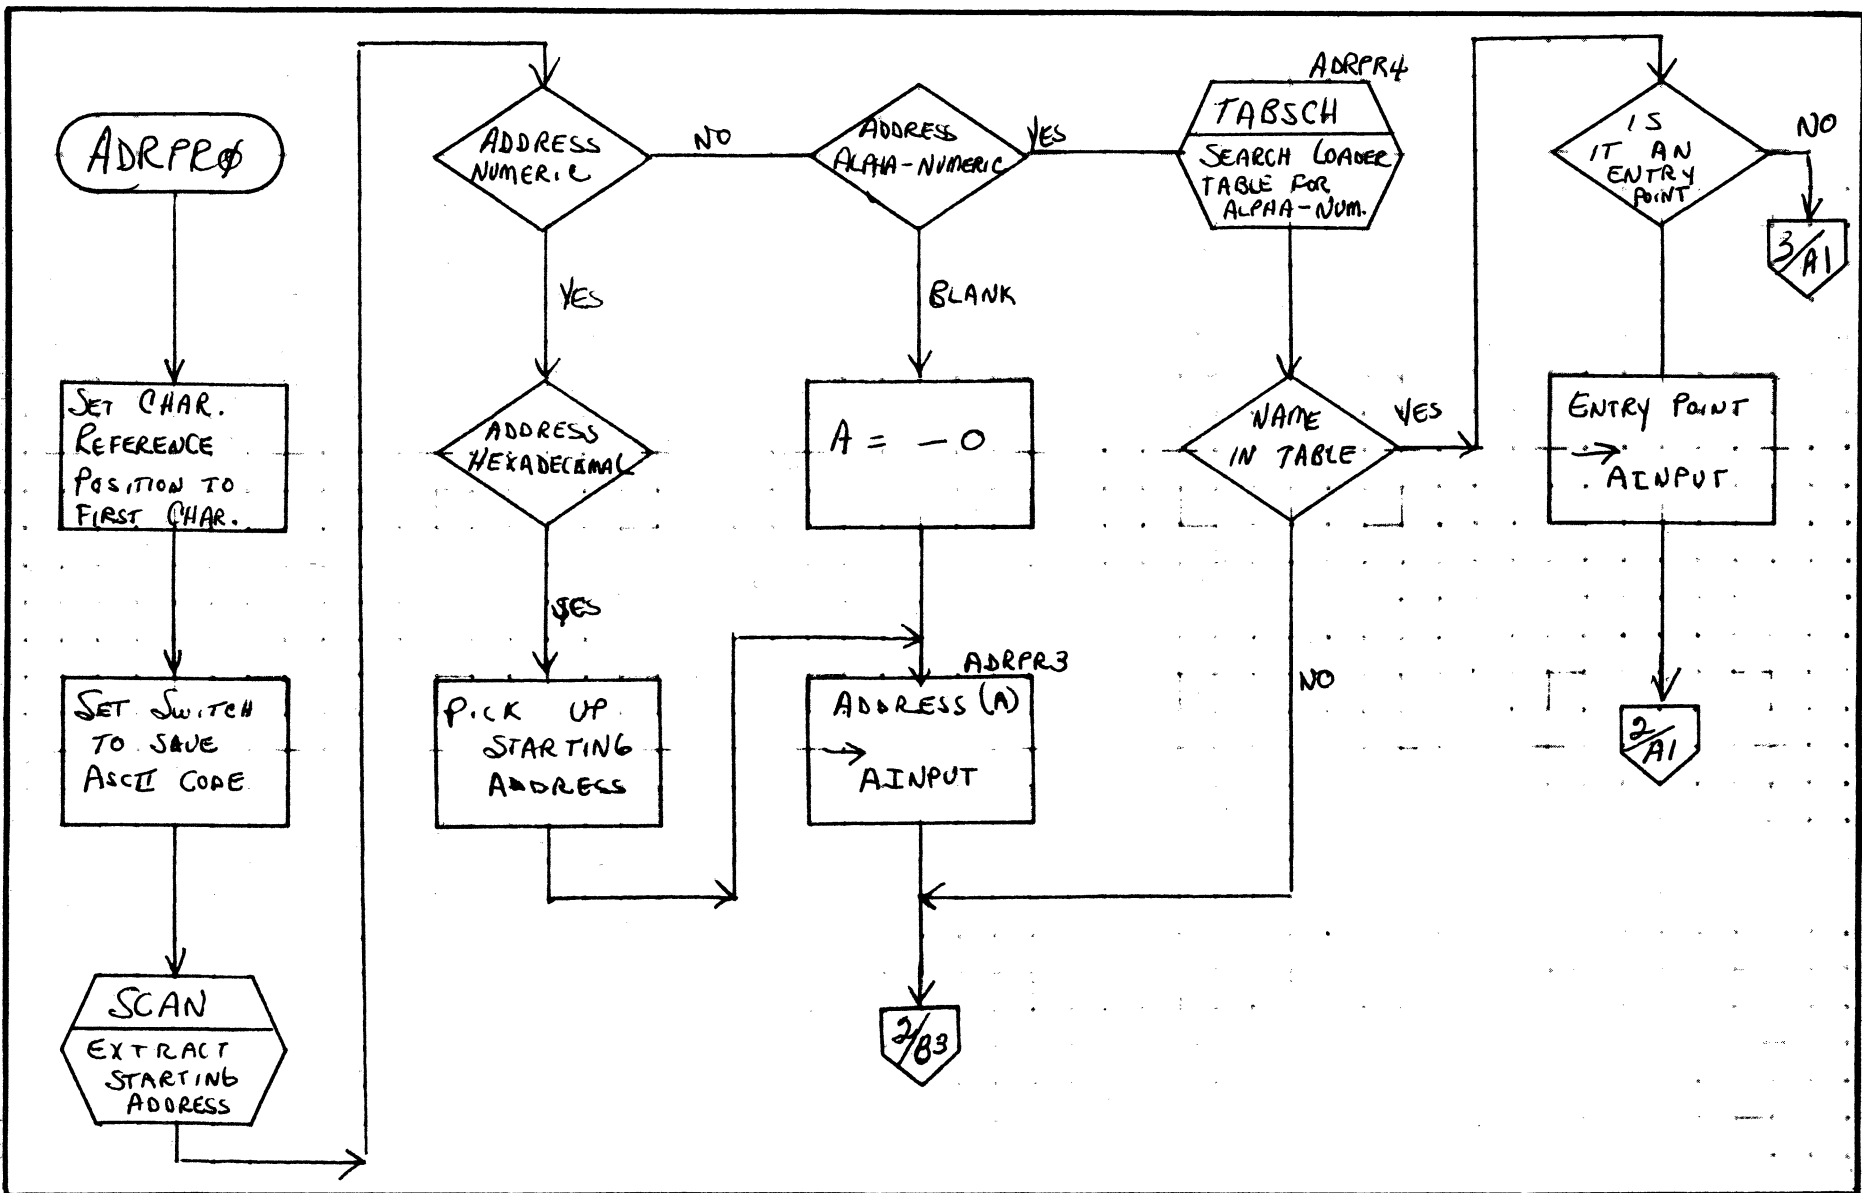 ADRPRØ
SET CHAR.
REFERENCE
POSITION TO
FIRST CHAR.
SET SWITCH
TO SAVE
ASCII CODE
SCAN
EXTRACT
STARTING
ADDRESS
ADDRESS
NUMERIC
NO
YES
ADDRESS
HEXADECIMAL
YES
PICK UP
STARTING
ADDRESS
ADDRESS
ALPHA-NUMERIC
YES
BLANK
A = -0
ADRPR3
ADDRESS (A)
→
AINPUT
2/B3
ADRPR4
TABSCH
SEARCH LOADER
TABLE FOR
ALPHA-NUM.
NAME
IN TABLE
YES
NO
IS
IT AN
ENTRY
POINT
NO
3/A1
ENTRY POINT
→
AINPUT
2/A1